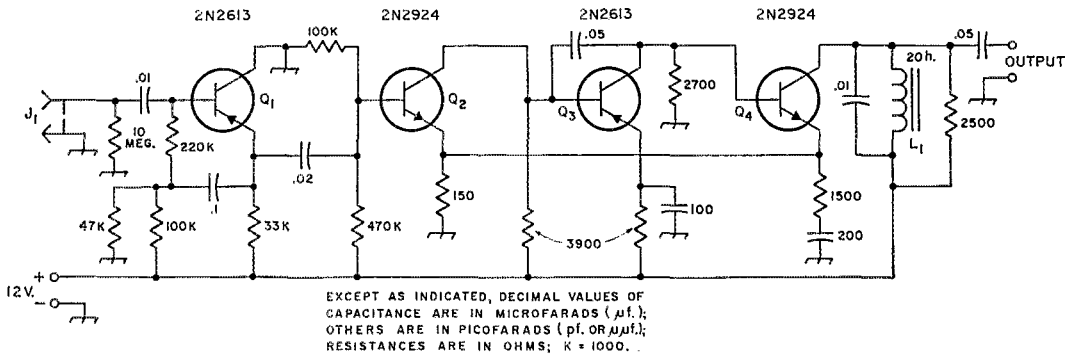 2N2613
2N2924
2N2613
2N2924
100K
.05
.05
.01
Q1
Q2
Q3
2700
Q4
.01
20h.
OUTPUT
J1
10 MEG.
220K
L1
2500
.02
.1
47K
100K
33K
470K
150
3900
100
1500
200
12V.
+
−
EXCEPT AS INDICATED, DECIMAL VALUES OF
CAPACITANCE ARE IN MICROFARADS (µf.);
OTHERS ARE IN PICOFARADS (pf. OR µµf.);
RESISTANCES ARE IN OHMS; K = 1000.